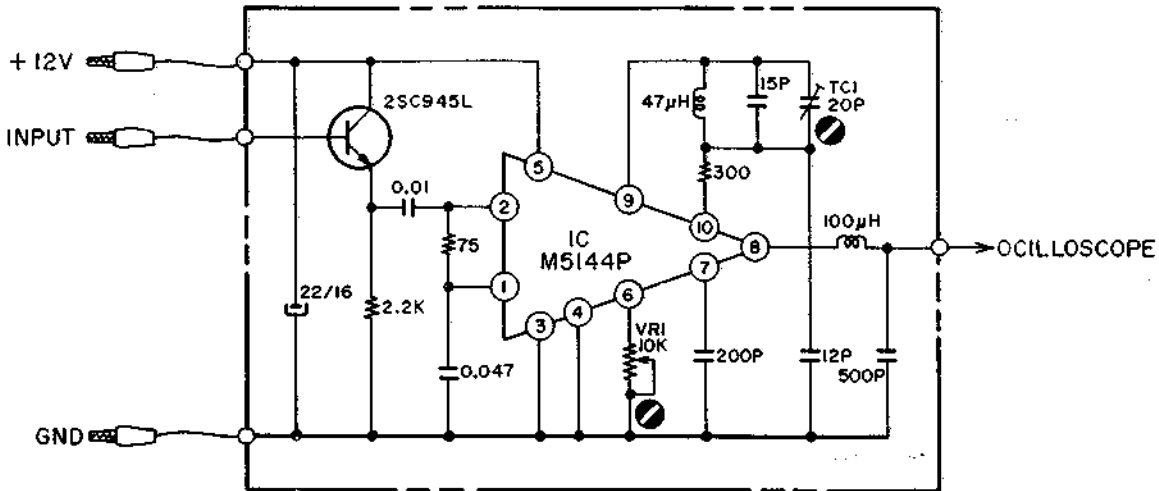 +12V
INPUT
GND
2SC945L
0.01
75
2.2K
22/16
0.047
5
2
1
3
4
6
7
8
9
10
IC
M5144P
VR1
10K
47μH
15P
TC1
20P
300
100μH
200P
12P
500P
OCILLOSCOPE